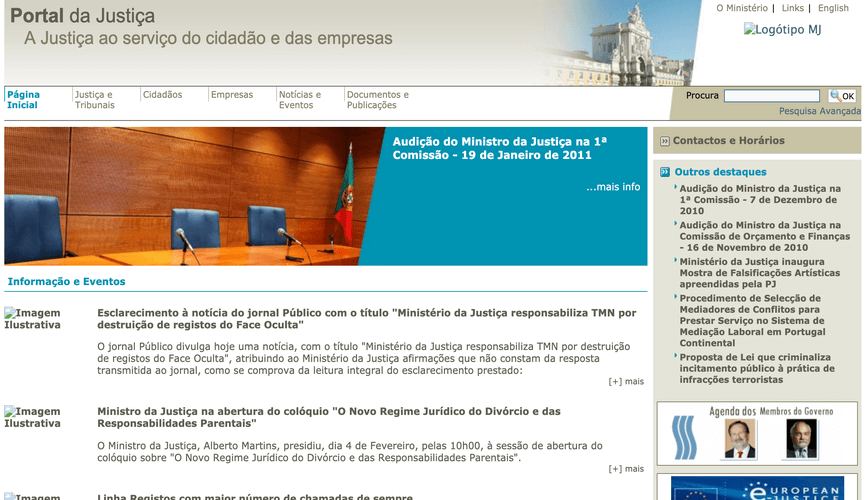 Portal da Justiça
A Justiça ao serviço do cidadão e das empresas
O Ministério | Links | English
Logótipo MJ
Página
Inicial
Justiça e
Tribunais
Cidadãos
Empresas
Notícias e
Eventos
Documentos e
Publicações
Procura
OK
Pesquisa Avançada
Audição do Ministro da Justiça na 1ª
Comissão - 19 de Janeiro de 2011
...mais info
Contactos e Horários
Outros destaques
Audição do Ministro da Justiça na
1ª Comissão - 7 de Dezembro de
2010
Audição do Ministro da Justiça na
Comissão de Orçamento e Finanças
- 16 de Novembro de 2010
Ministério da Justiça inaugura
Mostra de Falsificações Artísticas
apreendidas pela PJ
Procedimento de Selecção de
Mediadores de Conflitos para
Prestar Serviço no Sistema de
Mediação Laboral em Portugal
Continental
Proposta de Lei que criminaliza
incitamento público à prática de
infracções terroristas
Agenda dos Membros do Governo
EUROPEAN
e-JUSTICE
Informação e Eventos
Imagem
Ilustrativa
Esclarecimento à notícia do jornal Público com o título "Ministério da Justiça responsabiliza TMN por
destruição de registos do Face Oculta"
O jornal Público divulga hoje uma notícia, com o título "Ministério da Justiça responsabiliza TMN por destruição
de registos do Face Oculta", atribuindo ao Ministério da Justiça afirmações que não constam da resposta
transmitida ao jornal, como se comprova da leitura integral do esclarecimento prestado:
[+] mais
Imagem
Ilustrativa
Ministro da Justiça na abertura do colóquio "O Novo Regime Jurídico do Divórcio e das
Responsabilidades Parentais"
O Ministro da Justiça, Alberto Martins, presidiu, dia 4 de Fevereiro, pelas 10h00, à sessão de abertura do
colóquio sobre "O Novo Regime Jurídico do Divórcio e das Responsabilidades Parentais".
[+] mais
Imagem
Linha Registos com maior número de chamadas de sempre